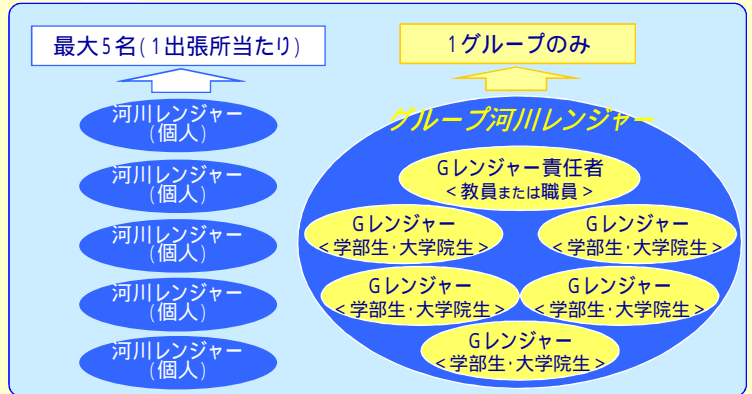 最大5名(1出張所当たり)
河川レンジャー
(個人)
河川レンジャー
(個人)
河川レンジャー
(個人)
河川レンジャー
(個人)
河川レンジャー
(個人)
1グループのみ
グループ河川レンジャー
Gレンジャー責任者
<教員または職員>
Gレンジャー
<学部生・大学院生>
Gレンジャー
<学部生・大学院生>
Gレンジャー
<学部生・大学院生>
Gレンジャー
<学部生・大学院生>
Gレンジャー
<学部生・大学院生>